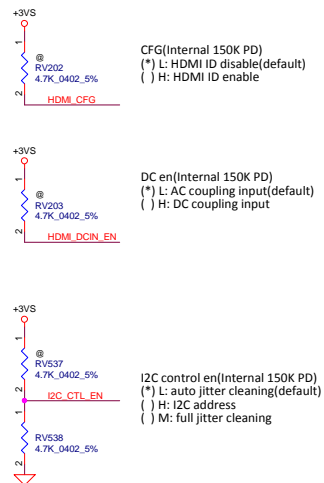 +3VS
1
@
RV202
4.7K_0402_5%
2
HDMI_CFG
CFG(Internal 150K PD)
(*) L: HDMI ID disable(default)
( ) H: HDMI ID enable
+3VS
1
@
RV203
4.7K_0402_5%
2
HDMI_DCIN_EN
DC en(Internal 150K PD)
(*) L: AC coupling input(default)
( ) H: DC coupling input
+3VS
1
@
RV537
4.7K_0402_5%
2
I2C_CTL_EN
1
RV538
4.7K_0402_5%
2
I2C control en(Internal 150K PD)
(*) L: auto jitter cleaning(default)
( ) H: I2C address
( ) M: full jitter cleaning